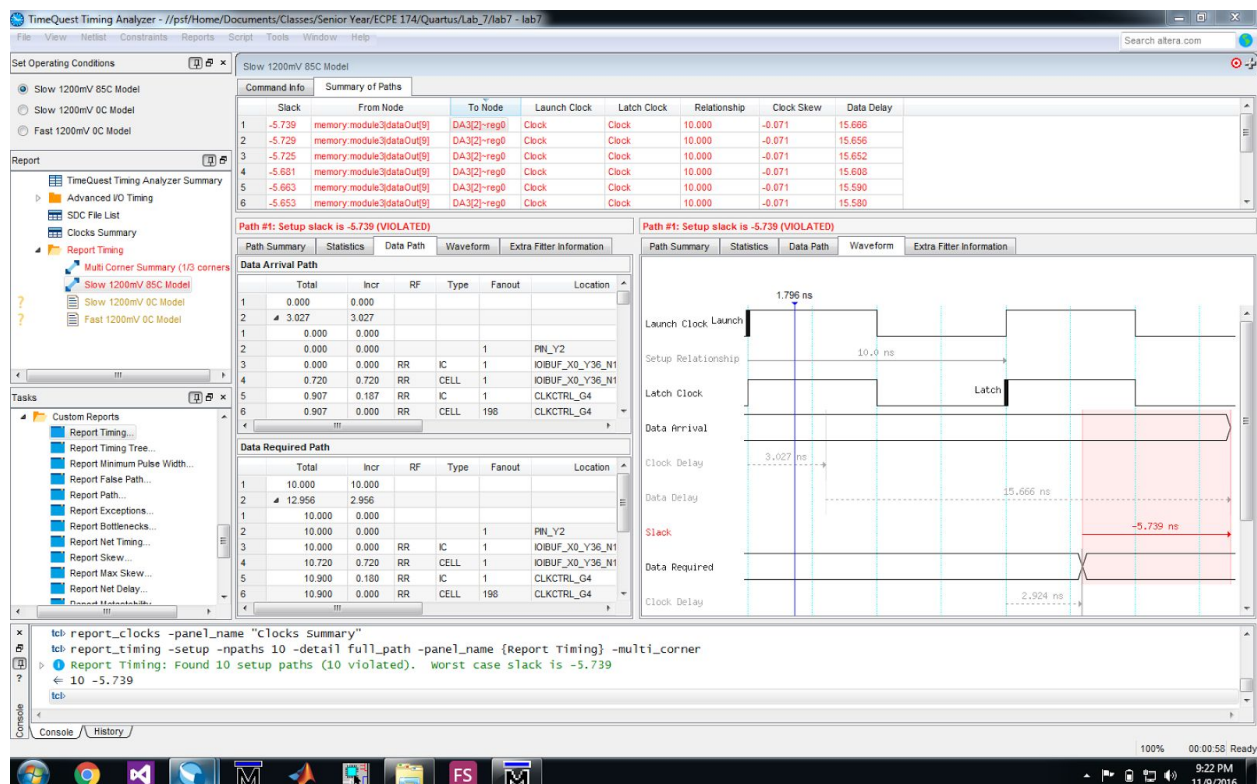 TimeQuest Timing Analyzer - //psf/Home/Documents/Classes/Senior Year/ECPE 174/Quartus/Lab_7/lab7 - lab7
File View Netlist Constraints Reports Script Tools Window Help
Search altera.com
Set Operating Conditions
Slow 1200mV 85C Model
Slow 1200mV 0C Model
Fast 1200mV 0C Model
Report
TimeQuest Timing Analyzer Summary
Advanced I/O Timing
SDC File List
Clocks Summary
Report Timing
Multi Corner Summary (1/3 corners
Slow 1200mV 85C Model
? Slow 1200mV 0C Model
? Fast 1200mV 0C Model
Tasks
Custom Reports
Report Timing...
Report Timing Tree...
Report Minimum Pulse Width...
Report False Path...
Report Path...
Report Exceptions...
Report Bottlenecks...
Report Net Timing...
Report Skew...
Report Max Skew...
Report Net Delay...
Slow 1200mV 85C Model
Command Info Summary of Paths
Slack From Node To Node Launch Clock Latch Clock Relationship Clock Skew Data Delay
1 -5.739 memory:module3|dataOut[9] DA3[2]~reg0 Clock Clock 10.000 -0.071 15.666
2 -5.729 memory:module3|dataOut[9] DA3[2]~reg0 Clock Clock 10.000 -0.071 15.656
3 -5.725 memory:module3|dataOut[9] DA3[2]~reg0 Clock Clock 10.000 -0.071 15.652
4 -5.681 memory:module3|dataOut[9] DA3[2]~reg0 Clock Clock 10.000 -0.071 15.608
5 -5.663 memory:module3|dataOut[9] DA3[2]~reg0 Clock Clock 10.000 -0.071 15.590
6 -5.653 memory:module3|dataOut[9] DA3[2]~reg0 Clock Clock 10.000 -0.071 15.580
Path #1: Setup slack is -5.739 (VIOLATED)
Path Summary Statistics Data Path Waveform Extra Fitter Information
Data Arrival Path
Total Incr RF Type Fanout Location
1 0.000 0.000
2 3.027 3.027
1 0.000 0.000
2 0.000 0.000 1 PIN_Y2
3 0.000 0.000 RR IC 1 IOIBUF_X0_Y36_N1
4 0.720 0.720 RR CELL 1 IOIBUF_X0_Y36_N1
5 0.907 0.187 RR IC 1 CLKCTRL_G4
6 0.907 0.000 RR CELL 198 CLKCTRL_G4
Data Required Path
Total Incr RF Type Fanout Location
1 10.000 10.000
2 12.956 2.956
1 10.000 0.000
2 10.000 0.000 1 PIN_Y2
3 10.000 0.000 RR IC 1 IOIBUF_X0_Y36_N1
4 10.720 0.720 RR CELL 1 IOIBUF_X0_Y36_N1
5 10.900 0.180 RR IC 1 CLKCTRL_G4
6 10.900 0.000 RR CELL 198 CLKCTRL_G4
Path #1: Setup slack is -5.739 (VIOLATED)
Path Summary Statistics Data Path Waveform Extra Fitter Information
1.796 ns
Launch Clock Launch
Setup Relationship 10.0 ns
Latch Clock Latch
Data Arrival
Clock Delay 3.027 ns
Data Delay 15.666 ns
Slack -5.739 ns
Data Required
Clock Delay 2.924 ns
tcl> report_clocks -panel_name "Clocks Summary"
tcl> report_timing -setup -npaths 10 -detail full_path -panel_name {Report Timing} -multi_corner
Report Timing: Found 10 setup paths (10 violated). Worst case slack is -5.739
10 -5.739
tcl>
Console
Console History
100% 00:00:58 Ready
FS
9:22 PM
11/9/2016